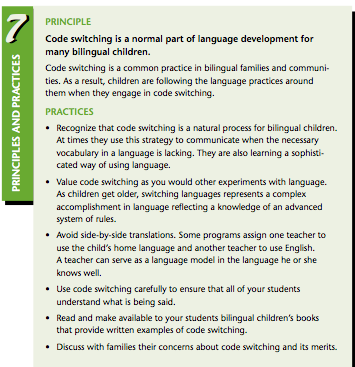 7
PRINCIPLES AND PRACTICES
PRINCIPLE
Code switching is a normal part of language development for
many bilingual children.
Code switching is a common practice in bilingual families and communi-
ties. As a result, children are following the language practices around
them when they engage in code switching.
PRACTICES
• Recognize that code switching is a natural process for bilingual children.
At times they use this strategy to communicate when the necessary
vocabulary in a language is lacking. They are also learning a sophisti-
cated way of using language.
• Value code switching as you would other experiments with language.
As children get older, switching languages represents a complex
accomplishment in language reflecting a knowledge of an advanced
system of rules.
• Avoid side-by-side translations. Some programs assign one teacher to
use the child's home language and another teacher to use English.
A teacher can serve as a language model in the language he or she
knows well.
• Use code switching carefully to ensure that all of your students
understand what is being said.
• Read and make available to your students bilingual children's books
that provide written examples of code switching.
• Discuss with families their concerns about code switching and its merits.